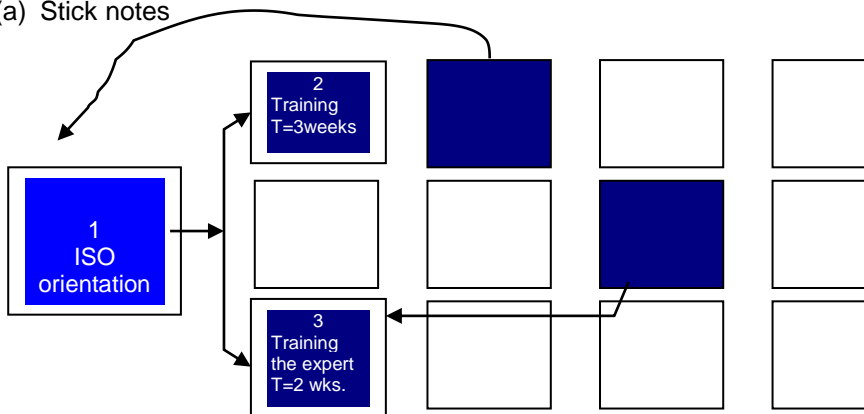 (a) Stick notes
2
Training
T=3weeks
1
ISO
orientation
3
Training
the expert
T=2 wks.